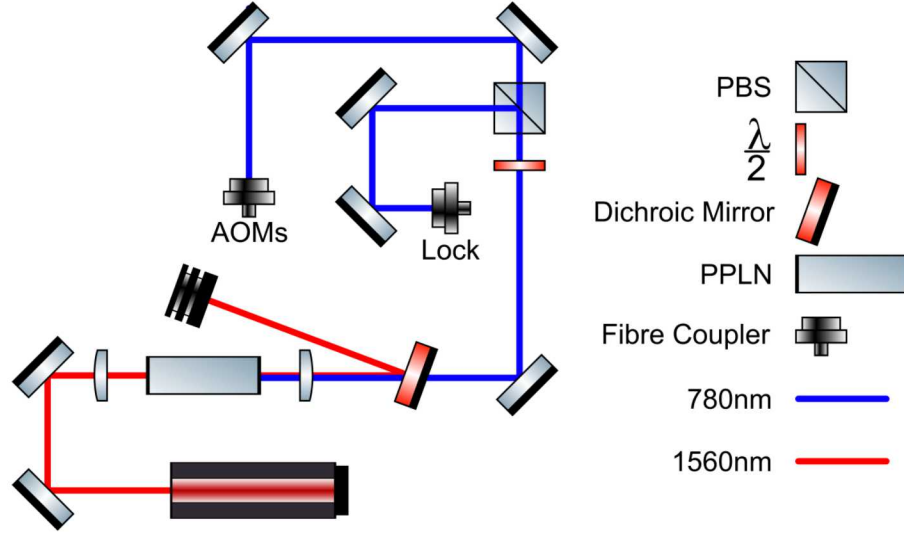 PBS
λ
2
Dichroic Mirror
AOMs
Lock
PPLN
Fibre Coupler
780nm
1560nm